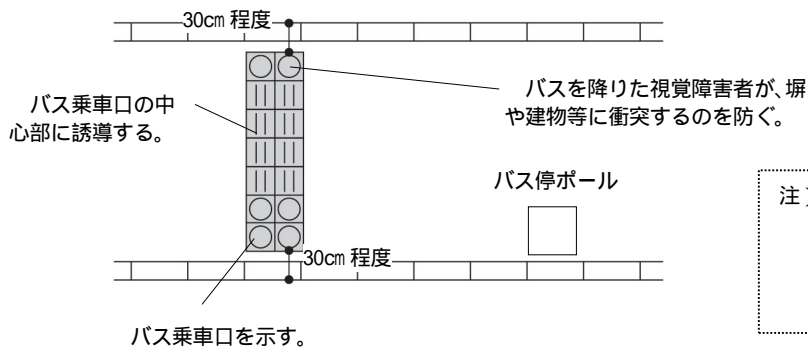 30cm 程度
バスを降りた視覚障害者が、塀
や建物等に衝突するのを防ぐ。
バス乗車口の中
心部に誘導する。
バス停ポール
注）
30cm 程度
バス乗車口を示す。